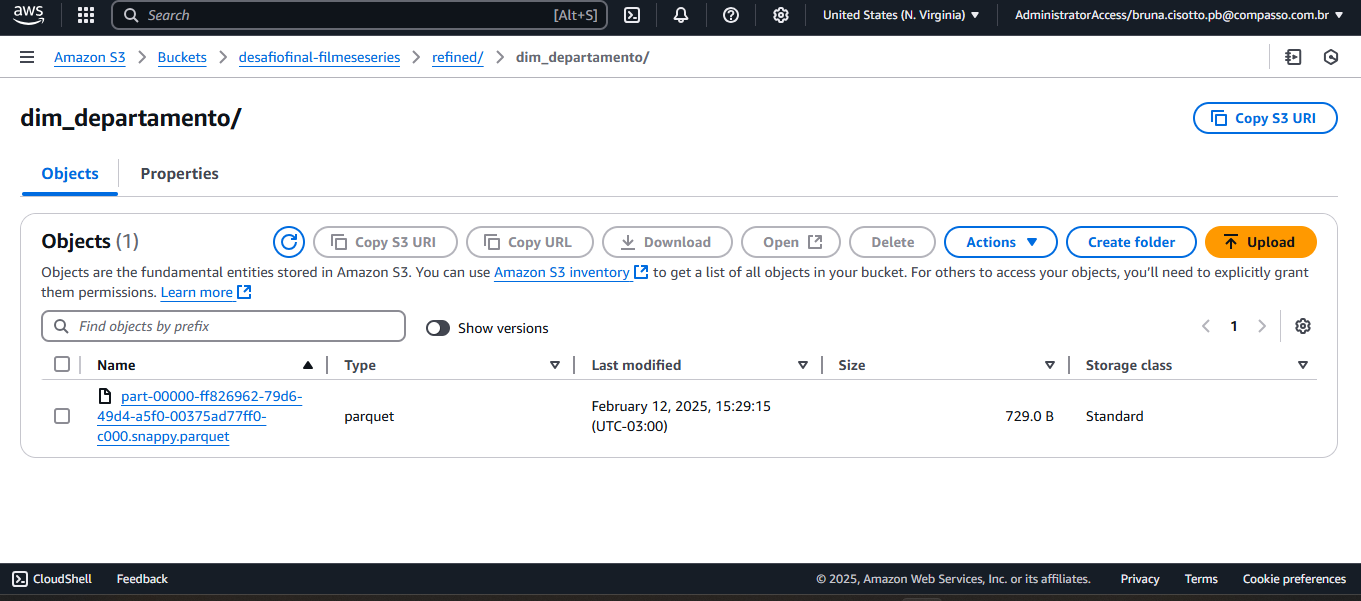 aws
Search [Alt+S] United States (N. Virginia) AdministratorAccess/bruna.cisotto.pb@compasso.com.br
Amazon S3 Buckets desafiofinal-filmeseseries refined/ dim_departamento/
dim_departamento/ Copy S3 URI
Objects Properties
Objects (1) Copy S3 URI Copy URL Download Open Delete Actions Create folder Upload
Objects are the fundamental entities stored in Amazon S3. You can use Amazon S3 inventory to get a list of all objects in your bucket. For others to access your objects, you'll need to explicitly grant
them permissions. Learn more
Find objects by prefix Show versions 1
Name Type Last modified Size Storage class
part-00000-ff826962-79d6-
49d4-a5f0-00375ad77ff0-
c000.snappy.parquet
parquet
February 12, 2025, 15:29:15
(UTC-03:00)
729.0 B
Standard
CloudShell Feedback © 2025, Amazon Web Services, Inc. or its affiliates. Privacy Terms Cookie preferences